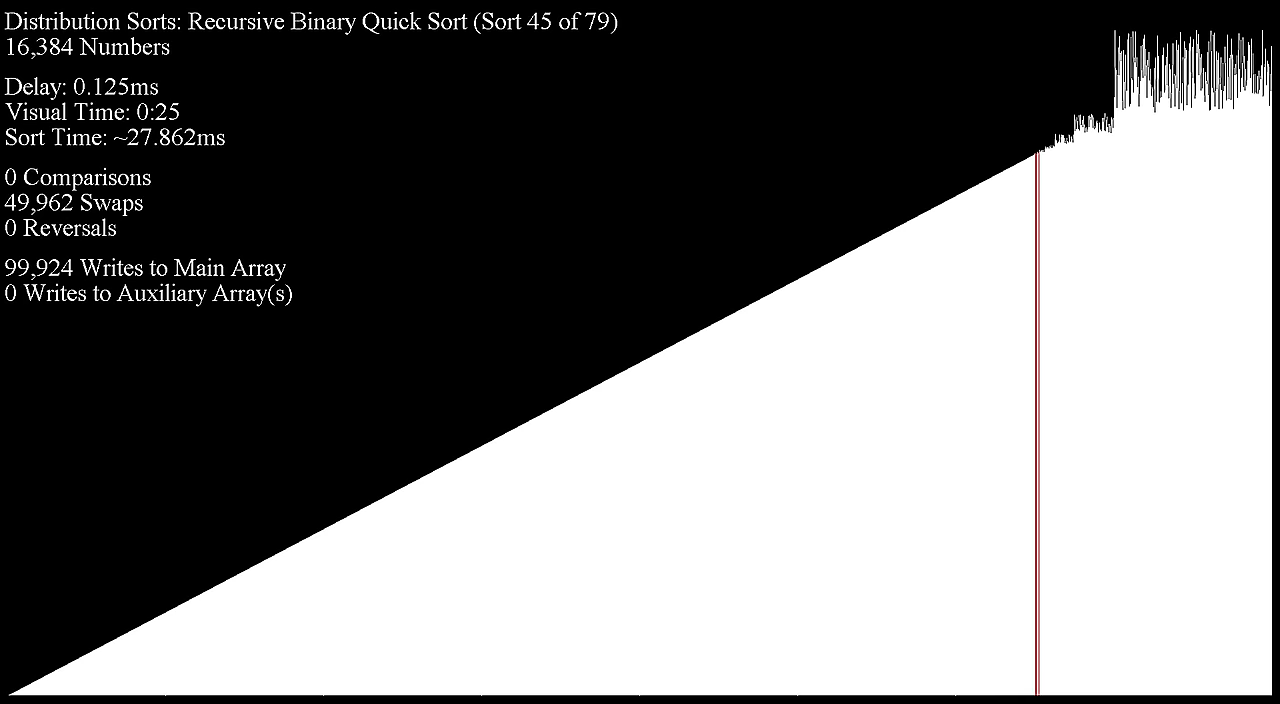 Distribution Sorts: Recursive Binary Quick Sort (Sort 45 of 79)
16,384 Numbers
Delay: 0.125ms
Visual Time: 0:25
Sort Time: ~27.862ms
0 Comparisons
49,962 Swaps
0 Reversals
99,924 Writes to Main Array
0 Writes to Auxiliary Array(s)